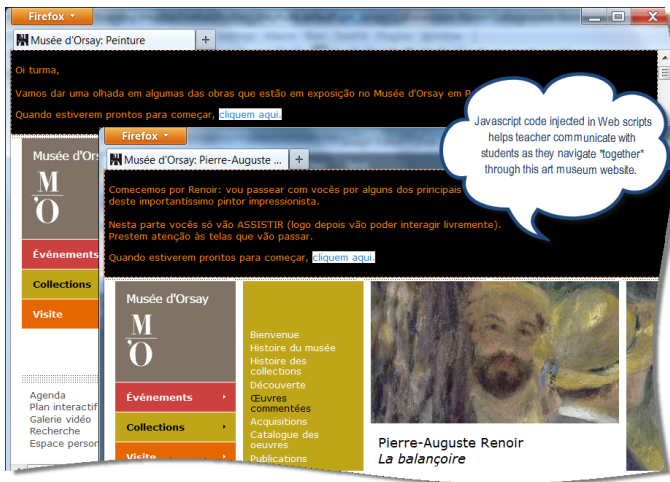 Firefox
Musée d'Orsay: Peinture
+
Oi turma,
Vamos dar uma olhada em algumas das obras que estão em exposição no Musée d'Orsay em
Quando estiverem prontos para começar, cliquem aqui.
Javascript code injected in Web scripts
helps teacher communicate with
students as they navigate "together"
through this art museum website.
Musée d'Ors
M
'O
Événements
Collections
Visite
Agenda
Plan interactif
Galerie vidéo
Recherche
Espace person
Firefox
Musée d'Orsay: Pierre-Auguste ...
+
Comecemos por Renoir: vou passear com vocês por alguns dos principais
deste importantíssimo pintor impressionista.
Nesta parte vocês só vão ASSISTIR (logo depois vão poder interagir livremente).
Prestem atenção às telas que vão passar.
Quando estiverem prontos para começar, cliquem aqui.
Musée d'Orsay
M
'O
Événements
Collections
Visite
Bienvenue
Histoire du musée
Histoire des
collections
Découverte
Œuvres
commentées
Acquisitions
Catalogue des
oeuvres
Publications
Pierre-Auguste Renoir
La balançoire